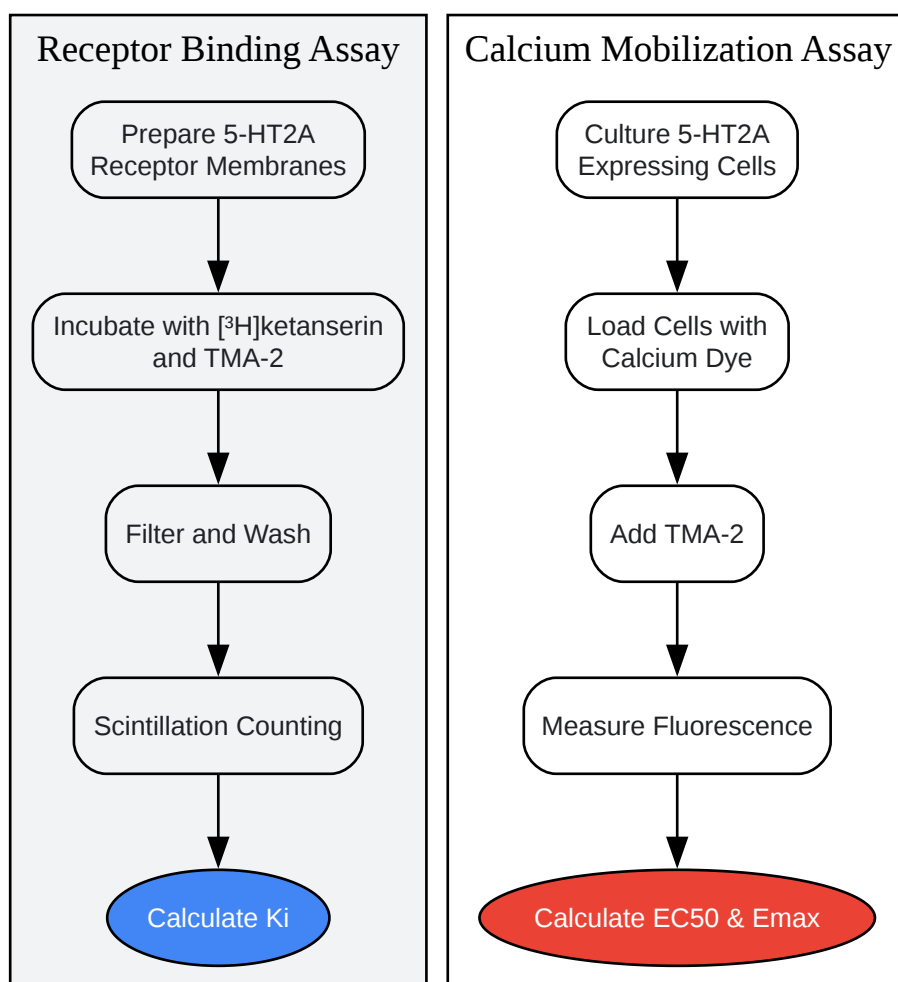 Receptor Binding Assay
Prepare 5-HT2A
Receptor Membranes
Incubate with [³H]ketanserin
and TMA-2
Filter and Wash
Scintillation Counting
Calculate Ki
Calcium Mobilization Assay
Culture 5-HT2A
Expressing Cells
Load Cells with
Calcium Dye
Add TMA-2
Measure Fluorescence
Calculate EC50 & Emax